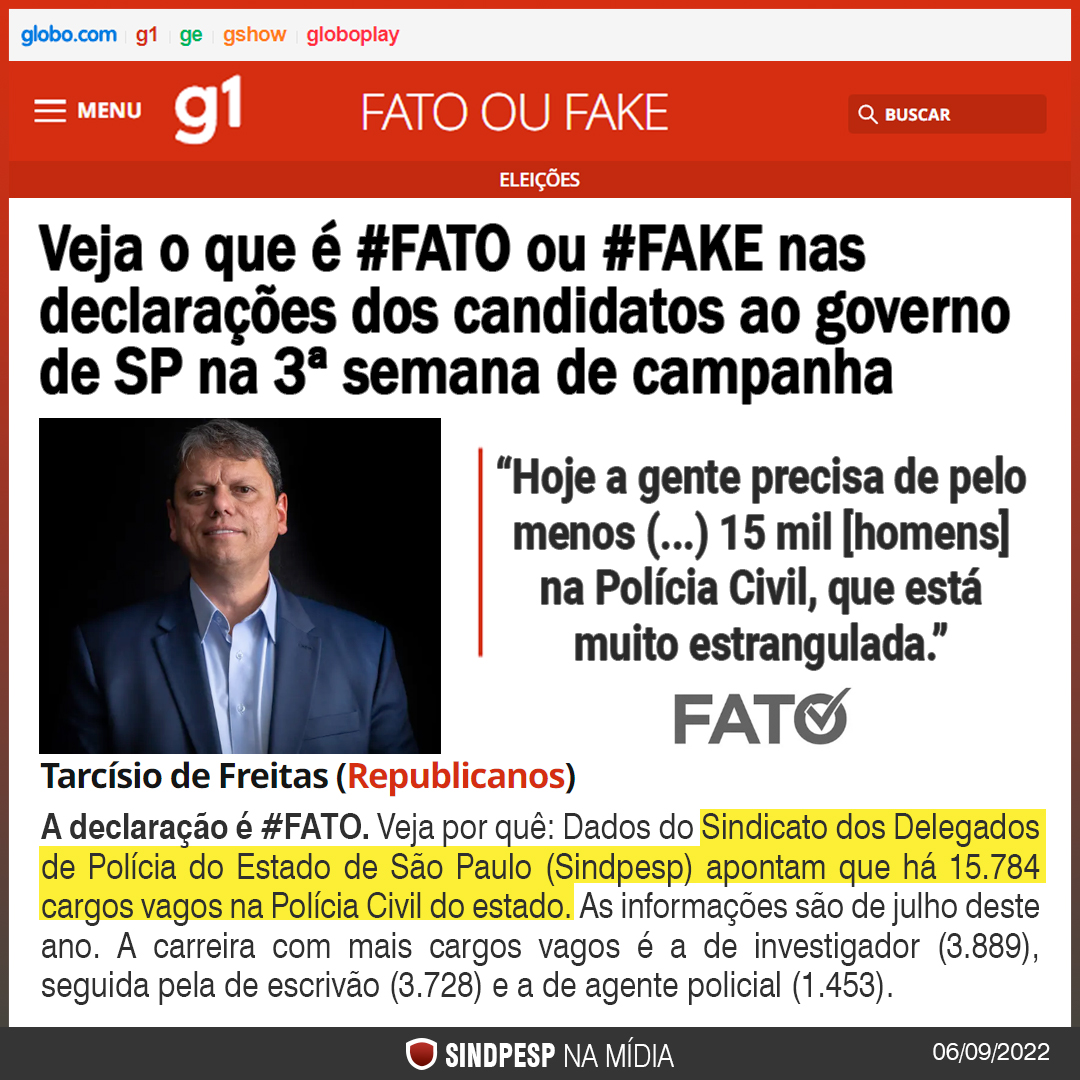 globo.com g1 ge gshow globoplay
MENU g1 FATO OU FAKE BUSCAR
ELEIÇÕES
Veja o que é #FATO ou #FAKE nas
declarações dos candidatos ao governo
de SP na 3ª semana de campanha
“Hoje a gente precisa de pelo
menos (...) 15 mil [homens]
na Polícia Civil, que está
muito estrangulada.”
FATO
Tarcísio de Freitas (Republicanos)
A declaração é #FATO. Veja por quê: Dados do Sindicato dos Delegados
de Polícia do Estado de São Paulo (Sindpesp) apontam que há 15.784
cargos vagos na Polícia Civil do estado. As informações são de julho deste
ano. A carreira com mais cargos vagos é a de investigador (3.889),
seguida pela de escrivão (3.728) e a de agente policial (1.453).
SINDPESP NA MÍDIA 06/09/2022